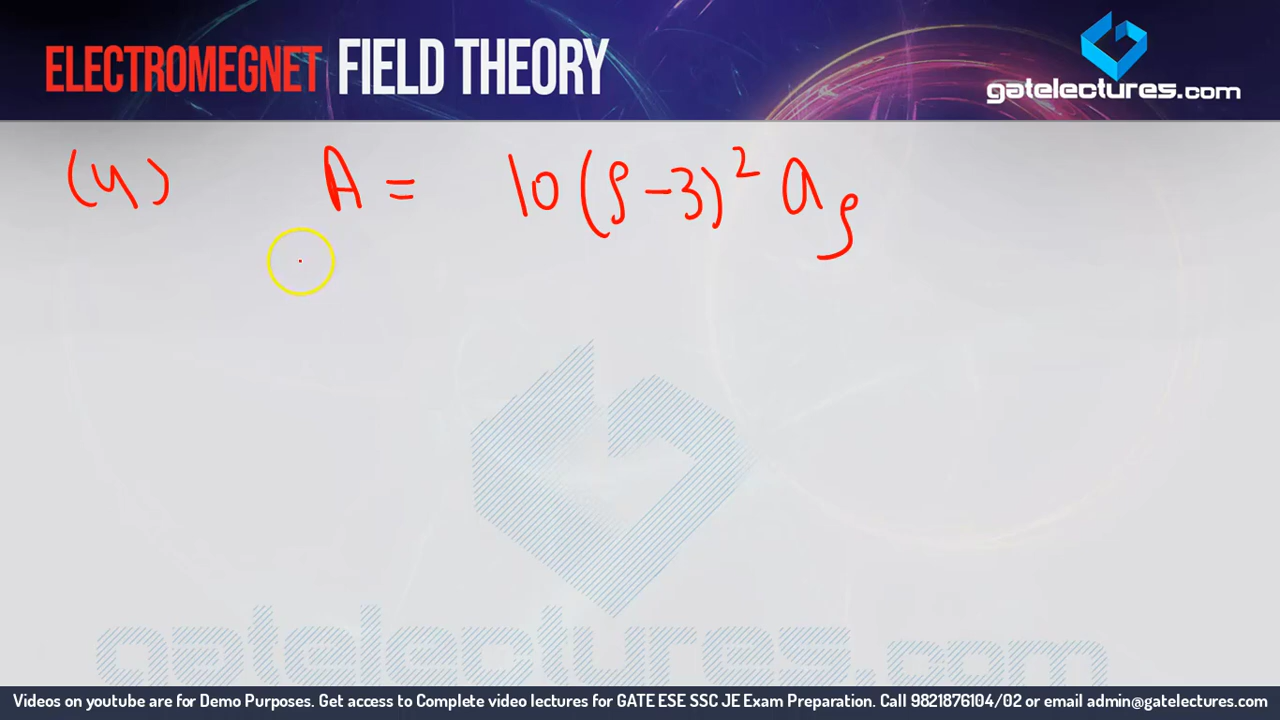 ELECTROMEGNET FIELD THEORY
gatelectures.com
(4) A = 10(ρ-3)² aᵨ
gatelectures.com
Videos on youtube are for Demo Purposes. Get access to Complete video lectures for GATE ESE SSC JE Exam Preparation. Call 9821876104/02 or email admin@gatelectures.com